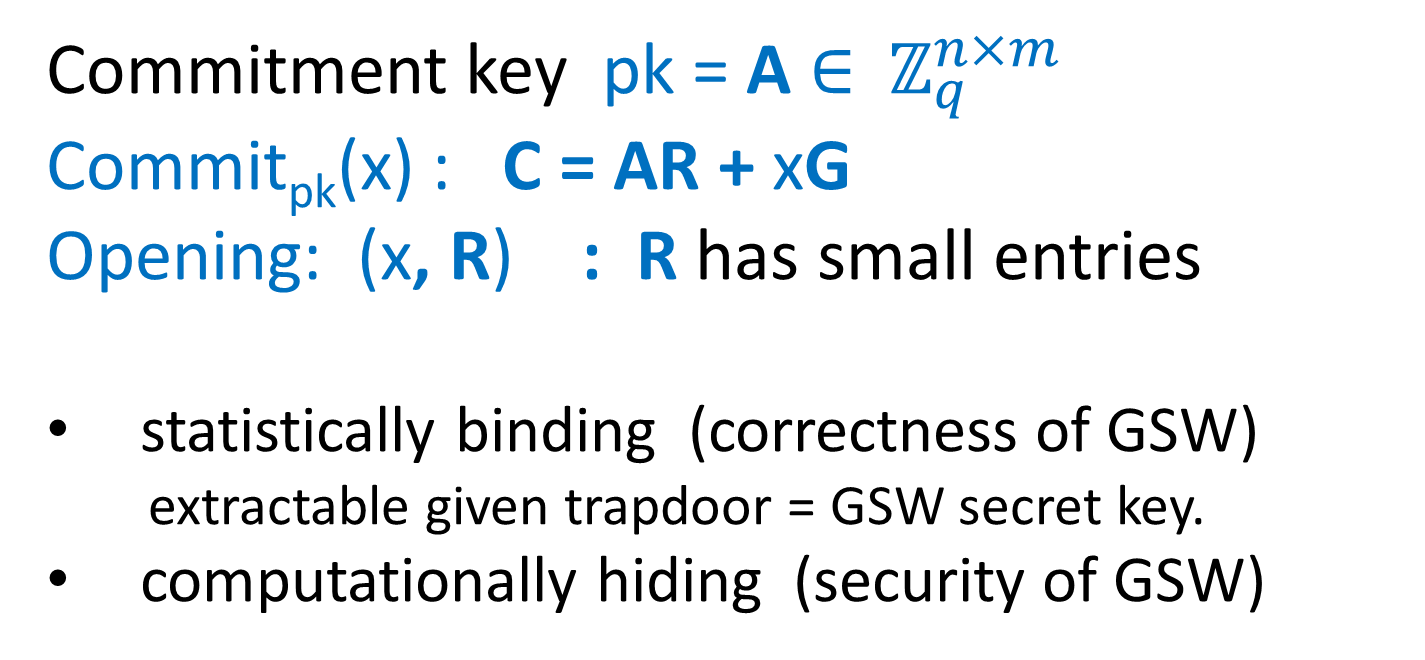 Commitment key pk = A ∈ ℤ_q^{n×m}
Commit_pk(x) : C = AR + xG
Opening: (x, R) : R has small entries
• statistically binding (correctness of GSW)
extractable given trapdoor = GSW secret key.
• computationally hiding (security of GSW)